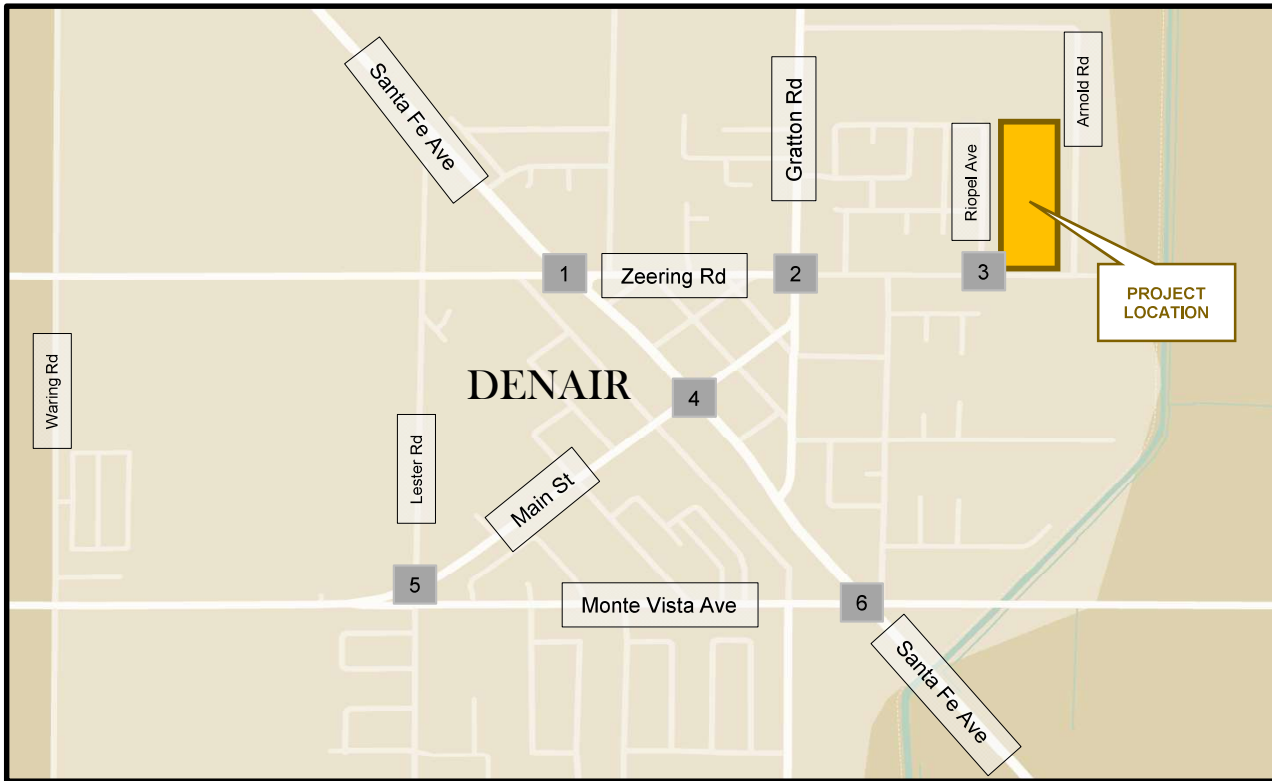 Santa Fe Ave
Gratton Rd
Arnold Rd
Riopel Ave
1
Zeering Rd
2
3
PROJECT
LOCATION
Waring Rd
DENAIR
4
Lester Rd
Main St
5
Monte Vista Ave
6
Santa Fe Ave